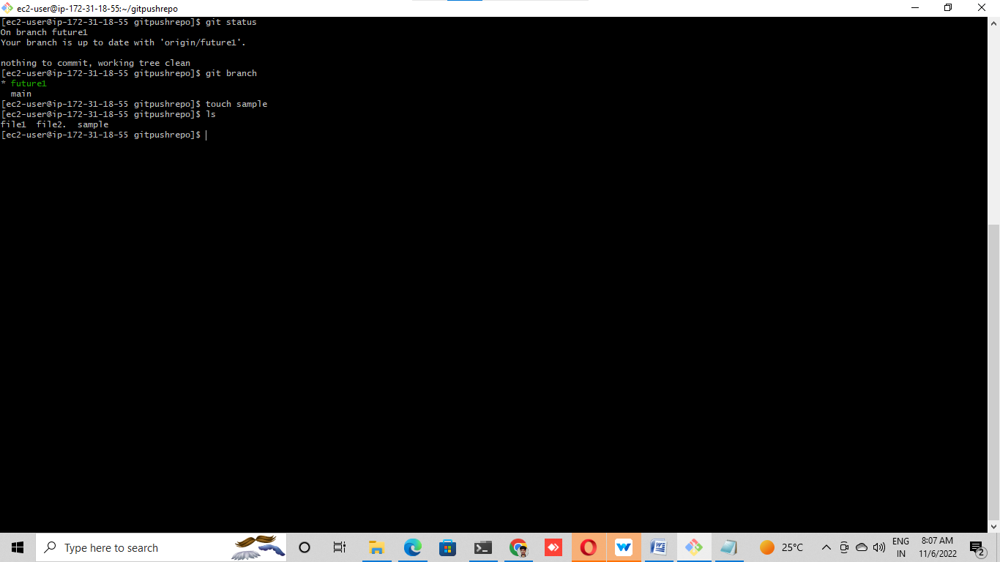 ec2-user@ip-172-31-18-55:~/gitpushrepo
[ec2-user@ip-172-31-18-55 gitpushrepo]$ git status
On branch future1
Your branch is up to date with 'origin/future1'.
nothing to commit, working tree clean
[ec2-user@ip-172-31-18-55 gitpushrepo]$ git branch
* future1
  main
[ec2-user@ip-172-31-18-55 gitpushrepo]$ touch sample
[ec2-user@ip-172-31-18-55 gitpushrepo]$ ls
file1  file2.  sample
[ec2-user@ip-172-31-18-55 gitpushrepo]$
Type here to search
25°C
ENG
IN
8:07 AM
11/6/2022
2